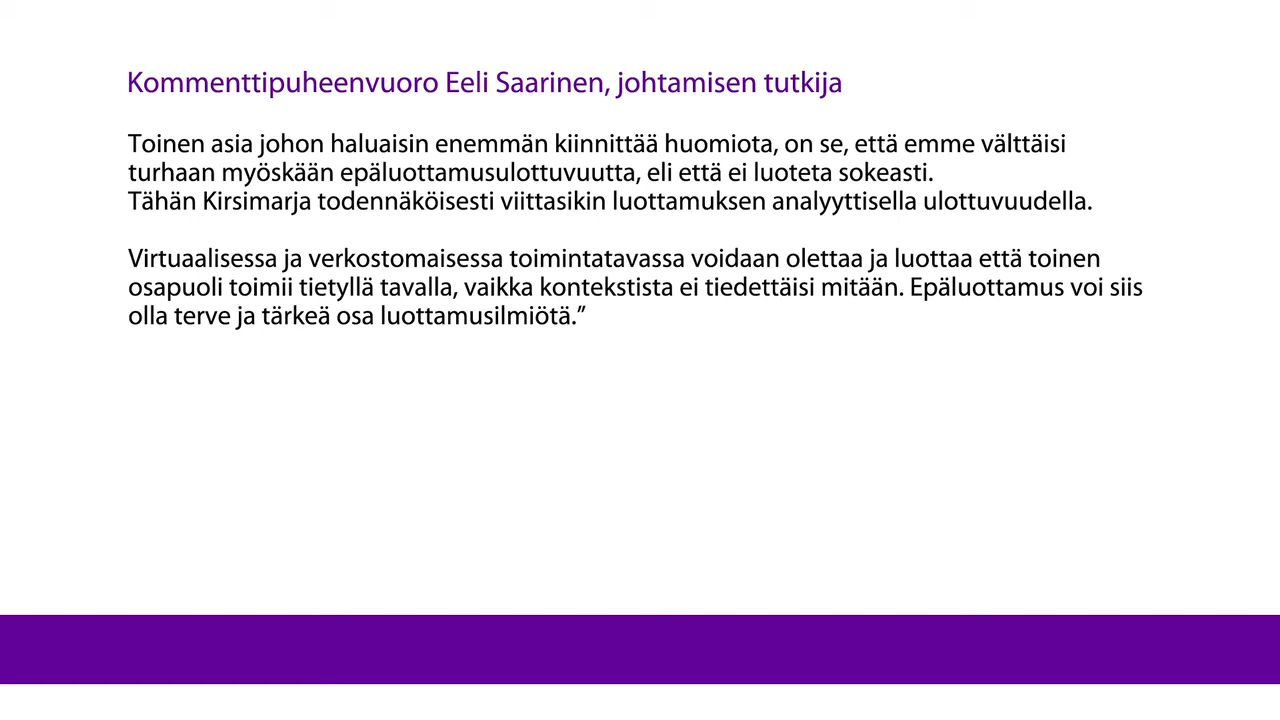 Kommenttipuheenvuoro Eeli Saarinen, johtamisen tutkija
Toinen asia johon haluaisin enemmän kiinnittää huomiota, on se, että emme välttäisi
turhaan myöskään epäluottamusulottuvuutta, eli että ei luoteta sokeasti.
Tähän Kirsimarja todennäköisesti viittasikin luottamuksen analyyttisella ulottuvuudella.
Virtuaalisessa ja verkostomaisessa toimintatavassa voidaan olettaa ja luottaa että toinen
osapuoli toimii tietyllä tavalla, vaikka kontekstista ei tiedettäisi mitään. Epäluottamus voi siis
olla terve ja tärkeä osa luottamusilmiötä.”